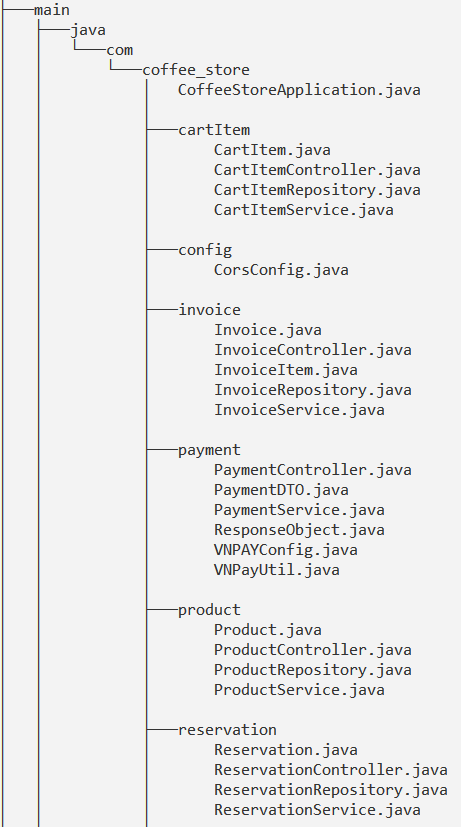 main
java
com
coffee_store
CoffeeStoreApplication.java
cartItem
CartItem.java
CartItemController.java
CartItemRepository.java
CartItemService.java
config
CorsConfig.java
invoice
Invoice.java
InvoiceController.java
InvoiceItem.java
InvoiceRepository.java
InvoiceService.java
payment
PaymentController.java
PaymentDTO.java
PaymentService.java
ResponseObject.java
VNPAYConfig.java
VNPayUtil.java
product
Product.java
ProductController.java
ProductRepository.java
ProductService.java
reservation
Reservation.java
ReservationController.java
ReservationRepository.java
ReservationService.java